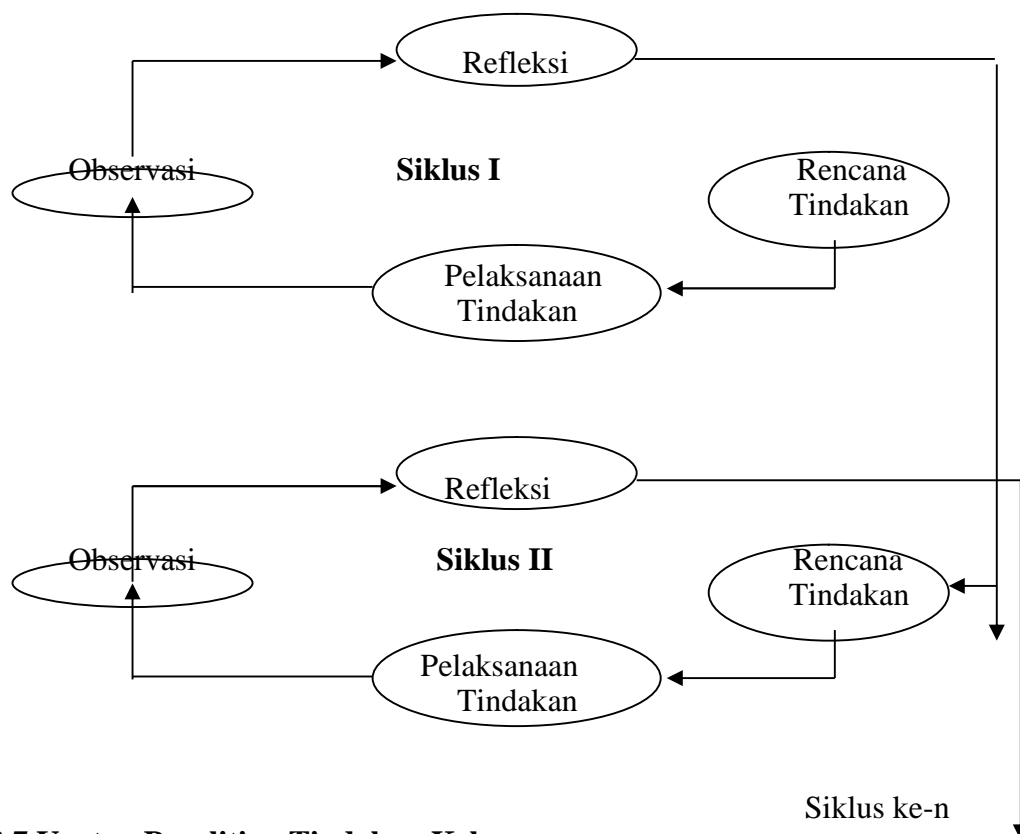 Refleksi
Observasi
Siklus I
Rencana
Tindakan
Pelaksanaan
Tindakan
Refleksi
Observasi
Siklus II
Rencana
Tindakan
Pelaksanaan
Tindakan
Siklus ke-n